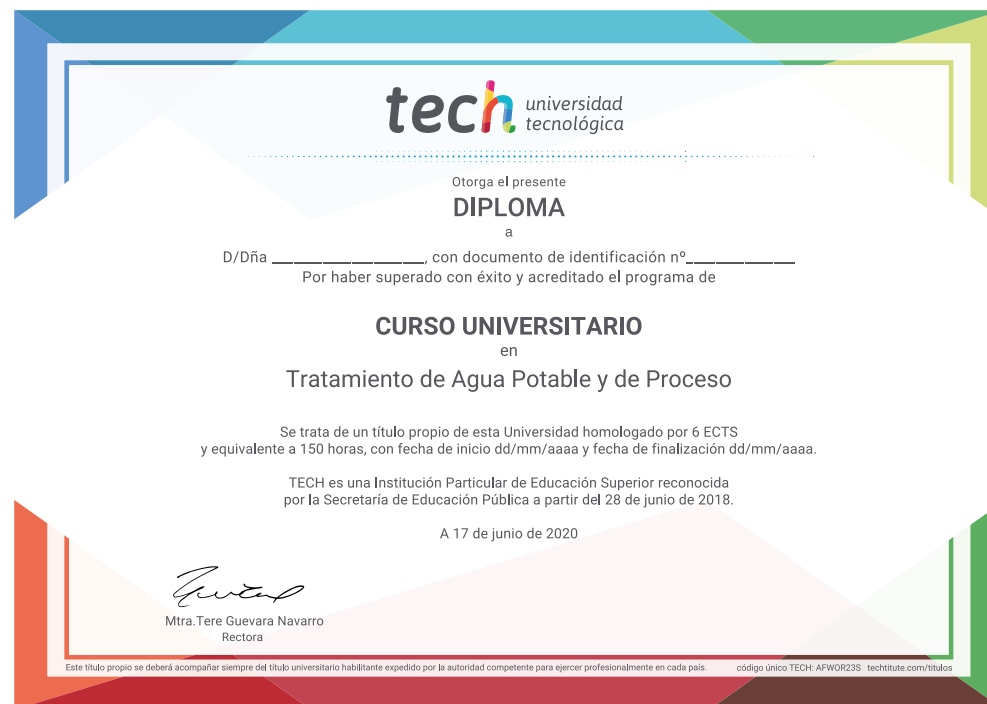 tech universidad
tecnológica
Otorga el presente
DIPLOMA
a
D/Dña ___________________, con documento de identificación nº_____________
Por haber superado con éxito y acreditado el programa de
CURSO UNIVERSITARIO
en
Tratamiento de Agua Potable y de Proceso
Se trata de un título propio de esta Universidad homologado por 6 ECTS
y equivalente a 150 horas, con fecha de inicio dd/mm/aaaa y fecha de finalización dd/mm/aaaa.
TECH es una Institución Particular de Educación Superior reconocida
por la Secretaría de Educación Pública a partir del 28 de junio de 2018.
A 17 de junio de 2020
Mtra.Tere Guevara Navarro
Rectora
Este título propio se deberá acompañar siempre del título universitario habilitante expedido por la autoridad competente para ejercer profesionalmente en cada país. código único TECH: AFWOR23S techtitute.com/titulos